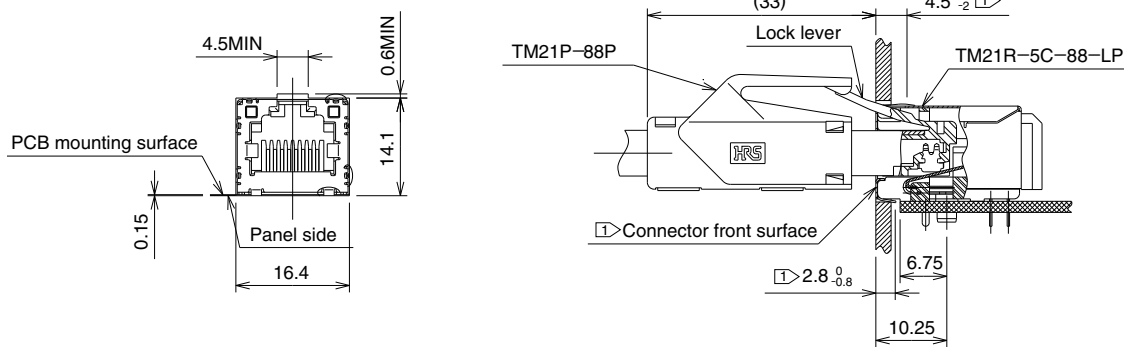 4.5MIN
0.6MIN
14.1
PCB mounting surface
0.15
Panel side
16.4
(33)
4.5 -2 1
Lock lever
TM21P-88P
TM21R-5C-88-LP
HRS
1 Connector front surface
6.75
1 2.8 0 -0.8
10.25